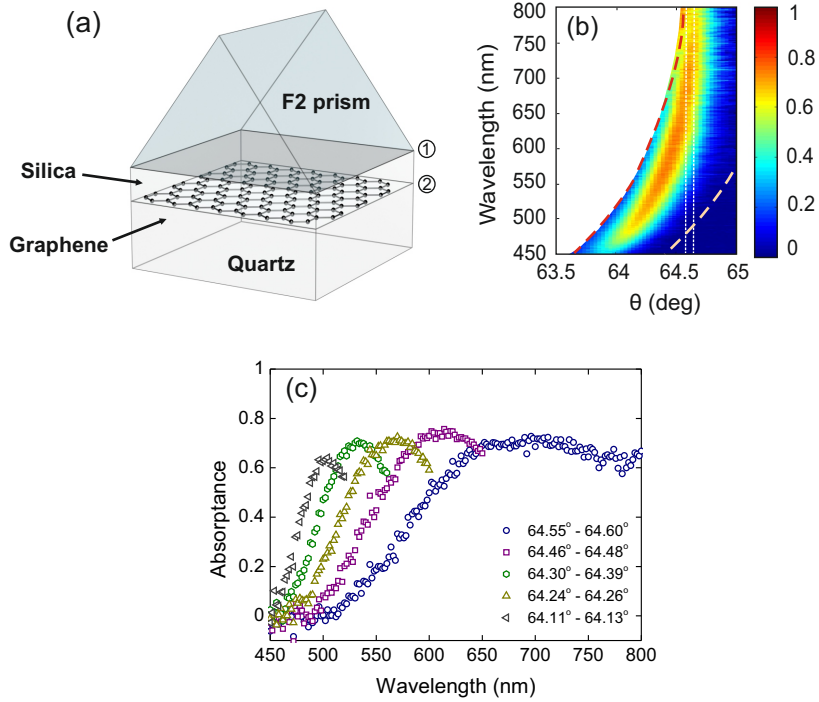 (a)
F2 prism
①
Silica
②
Graphene
Quartz
(b)
Wavelength (nm)
800
750
700
650
600
550
500
450
63.5
64
64.5
65
θ (deg)
1
0.8
0.6
0.4
0.2
0
(c)
Absorptance
1
0.8
0.6
0.4
0.2
0
64.55° - 64.60°
64.46° - 64.48°
64.30° - 64.39°
64.24° - 64.26°
64.11° - 64.13°
450 500 550 600 650 700 750 800
Wavelength (nm)